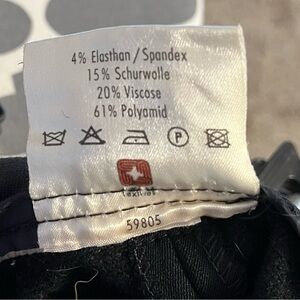 4% Elasthan / Spandex
15% Schurwolle
20% Viscose
61% Polyamid
P
59805